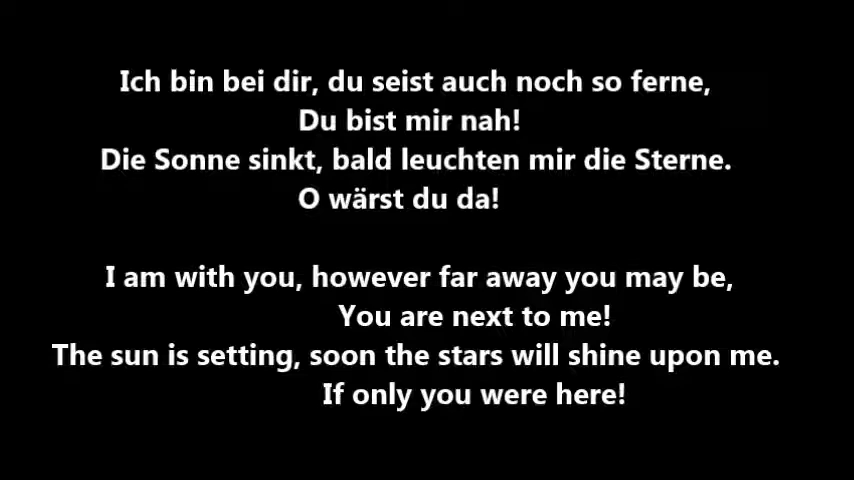 Ich bin bei dir, du seist auch noch so ferne,
Du bist mir nah!
Die Sonne sinkt, bald leuchten mir die Sterne.
O wärst du da!
I am with you, however far away you may be,
You are next to me!
The sun is setting, soon the stars will shine upon me.
If only you were here!